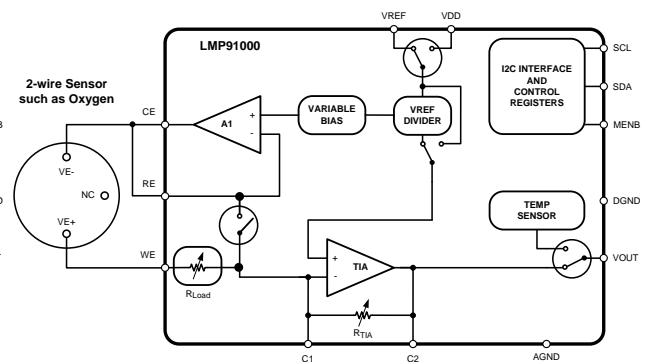 VREF
VDD
LMP91000
SCL
I2C INTERFACE
AND
CONTROL
REGISTERS
SDA
MENB
2-wire Sensor
such as Oxygen
CE
A1
+
-
VARIABLE
BIAS
VREF
DIVIDER
VE-
NC
VE+
RE
DGND
TEMP
SENSOR
WE
RLoad
+
-
TIA
VOUT
RTIA
C1
C2
AGND